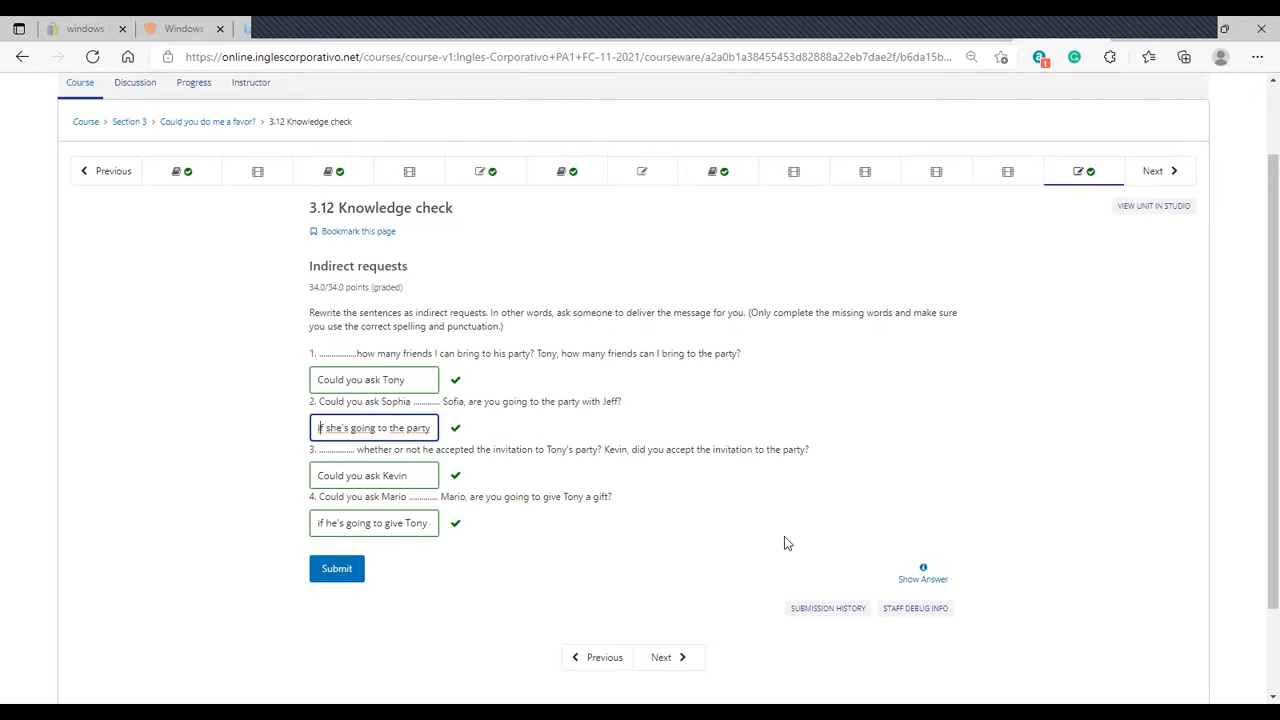 windows
Windows
https://online.inglescorporativo.net/courses/course-v1:Ingles-Corporativo+PA1+FC-11-2021/courseware/a2a0b1a38455453d82888a22eb7dae2f/b6da15b...
1
Course Discussion Progress Instructor
Course > Section 3 > Could you do me a favor? > 3.12 Knowledge check
Previous
Next
3.12 Knowledge check
VIEW UNIT IN STUDIO
Bookmark this page
Indirect requests
34.0/34.0 points (graded)
Rewrite the sentences as indirect requests. In other words, ask someone to deliver the message for you. (Only complete the missing words and make sure
you use the correct spelling and punctuation.)
1. .................how many friends I can bring to his party? Tony, how many friends can I bring to the party?
Could you ask Tony
2. Could you ask Sophia ............ Sofia, are you going to the party with Jeff?
if she's going to the party
3. ................ whether or not he accepted the invitation to Tony's party? Kevin, did you accept the invitation to the party?
Could you ask Kevin
4. Could you ask Mario ............. Mario, are you going to give Tony a gift?
if he's going to give Tony
Submit
Show Answer
SUBMISSION HISTORY STAFF DEBUG INFO
Previous Next